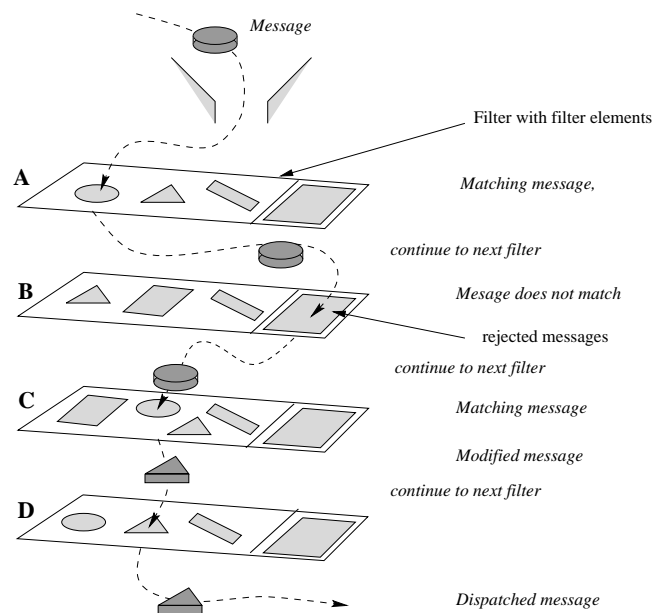 Message
Filter with filter elements
A
Matching message,
continue to next filter
B
Mesage does not match
rejected messages
continue to next filter
C
Matching message
Modified message
continue to next filter
D
Dispatched message